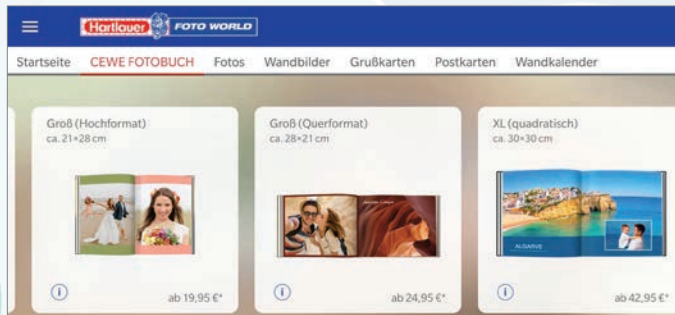 Hartlauer FOTO WORLD
Startseite CEWE FOTOBUCH Fotos Wandbilder Grußkarten Postkarten Wandkalender
Groß (Hochformat)
ca. 21×28 cm
ab 19,95 €*
Groß (Querformat)
ca. 28×21 cm
ab 24,95 €*
XL (quadratisch)
ca. 30×30 cm
ALGARVE
ab 42,95 €*